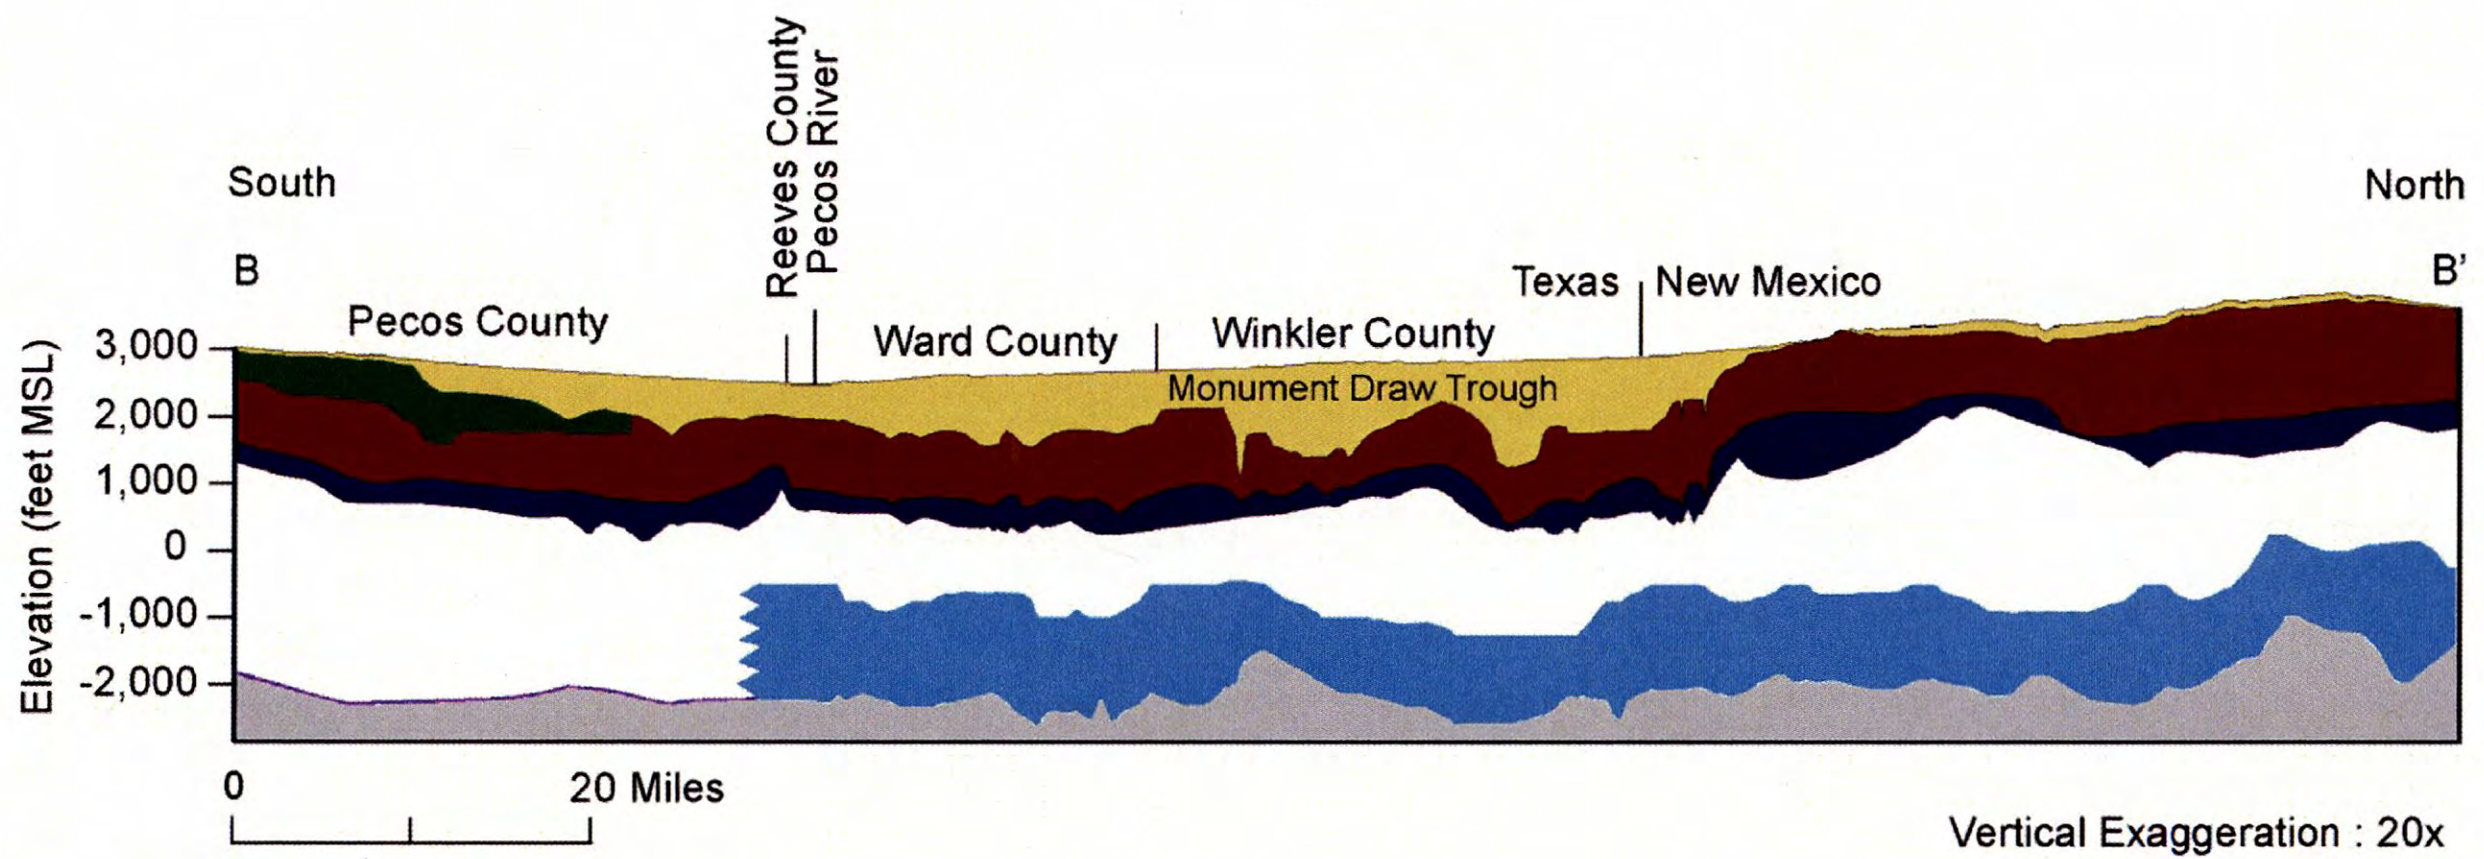 Reeves County
Pecos River
South
North
B
B'
Texas
New Mexico
Pecos County
Ward County
Winkler County
Monument Draw Trough
Elevation (feet MSL)
3,000
2,000
1,000
0
-1,000
-2,000
0
20 Miles
Vertical Exaggeration : 20x